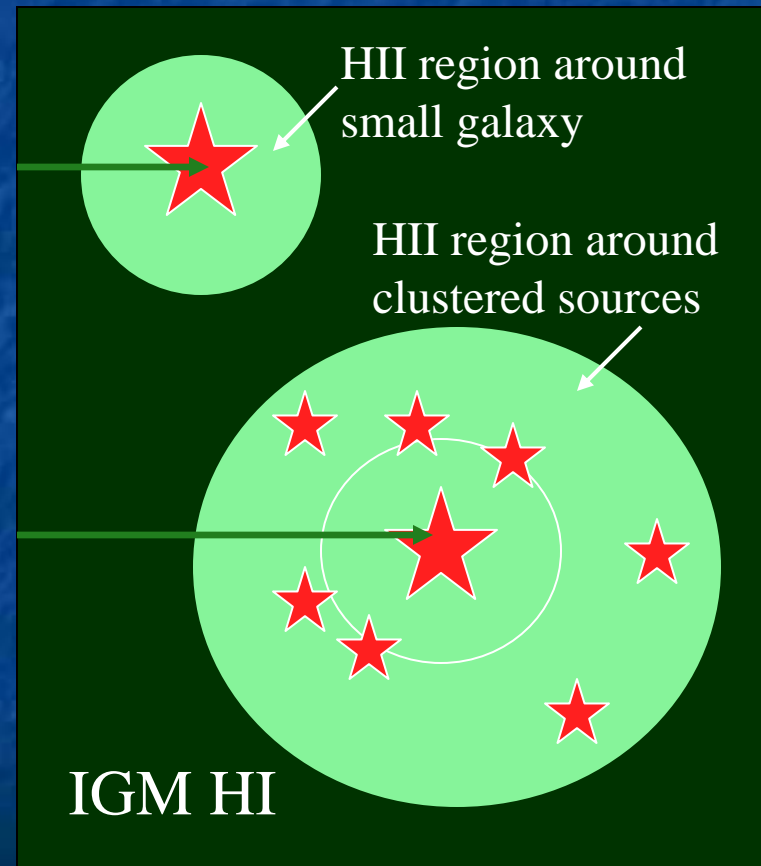 HII region around
small galaxy
HII region around
clustered sources
IGM HI